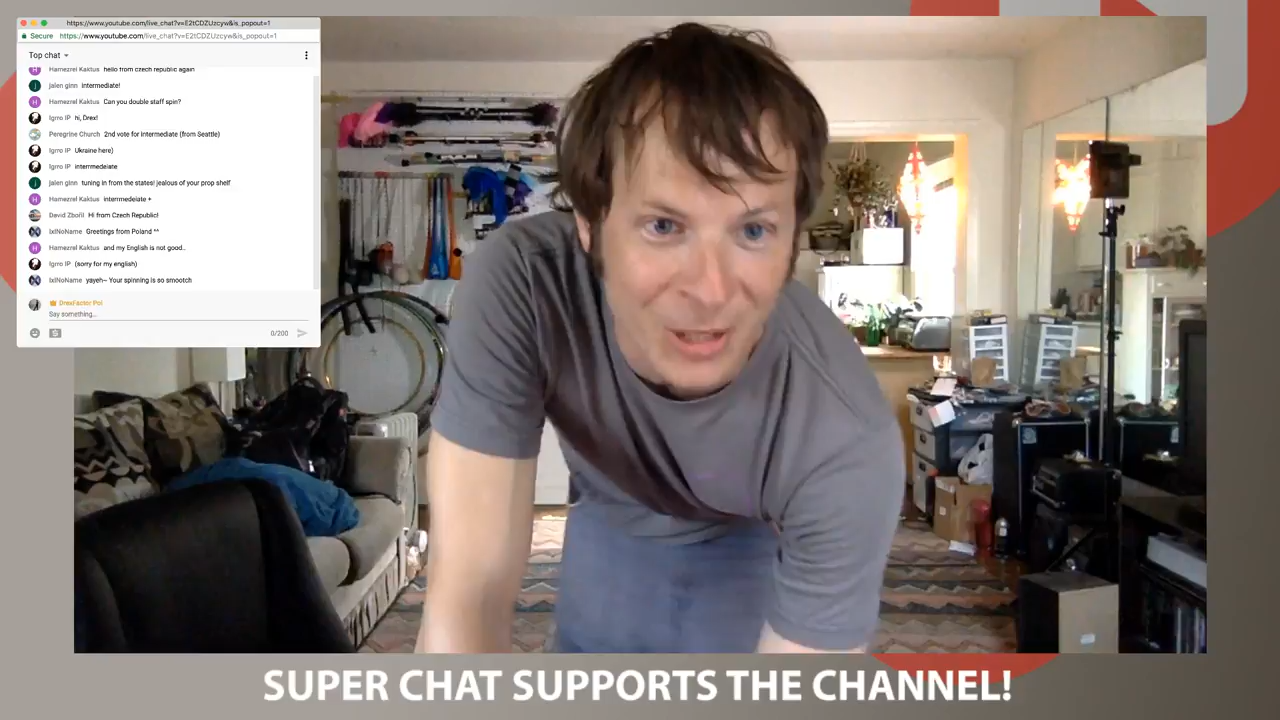 https://www.youtube.com/live_chat?v=E2tCDZUzcyw&is_popout=1
Secure https://www.youtube.com/live_chat?v=E2tCDZUzcyw&is_popout=1
Top chat
H Hamezrel Kaktus hello from czech republic again
j jalen ginn intermediate!
H Hamezrel Kaktus Can you double staff spin?
Igrro IP hi, Drex!
Peregrine Church 2nd vote for intermediate (from Seattle)
Igrro IP Ukraine here)
Igrro IP interrmedeiate
j jalen ginn tuning in from the states! jealous of your prop shelf
H Hamezrel Kaktus intermedeiate +
David Zbořil Hi from Czech Republic!
IxINoName Greetings from Poland ^^
H Hamezrel Kaktus and my English is not good..
Igrro IP (sorry for my english)
IxINoName yayeh~ Your spinning is so smootch
DrexFactor Poi
Say something...
0/200
SUPER CHAT SUPPORTS THE CHANNEL!